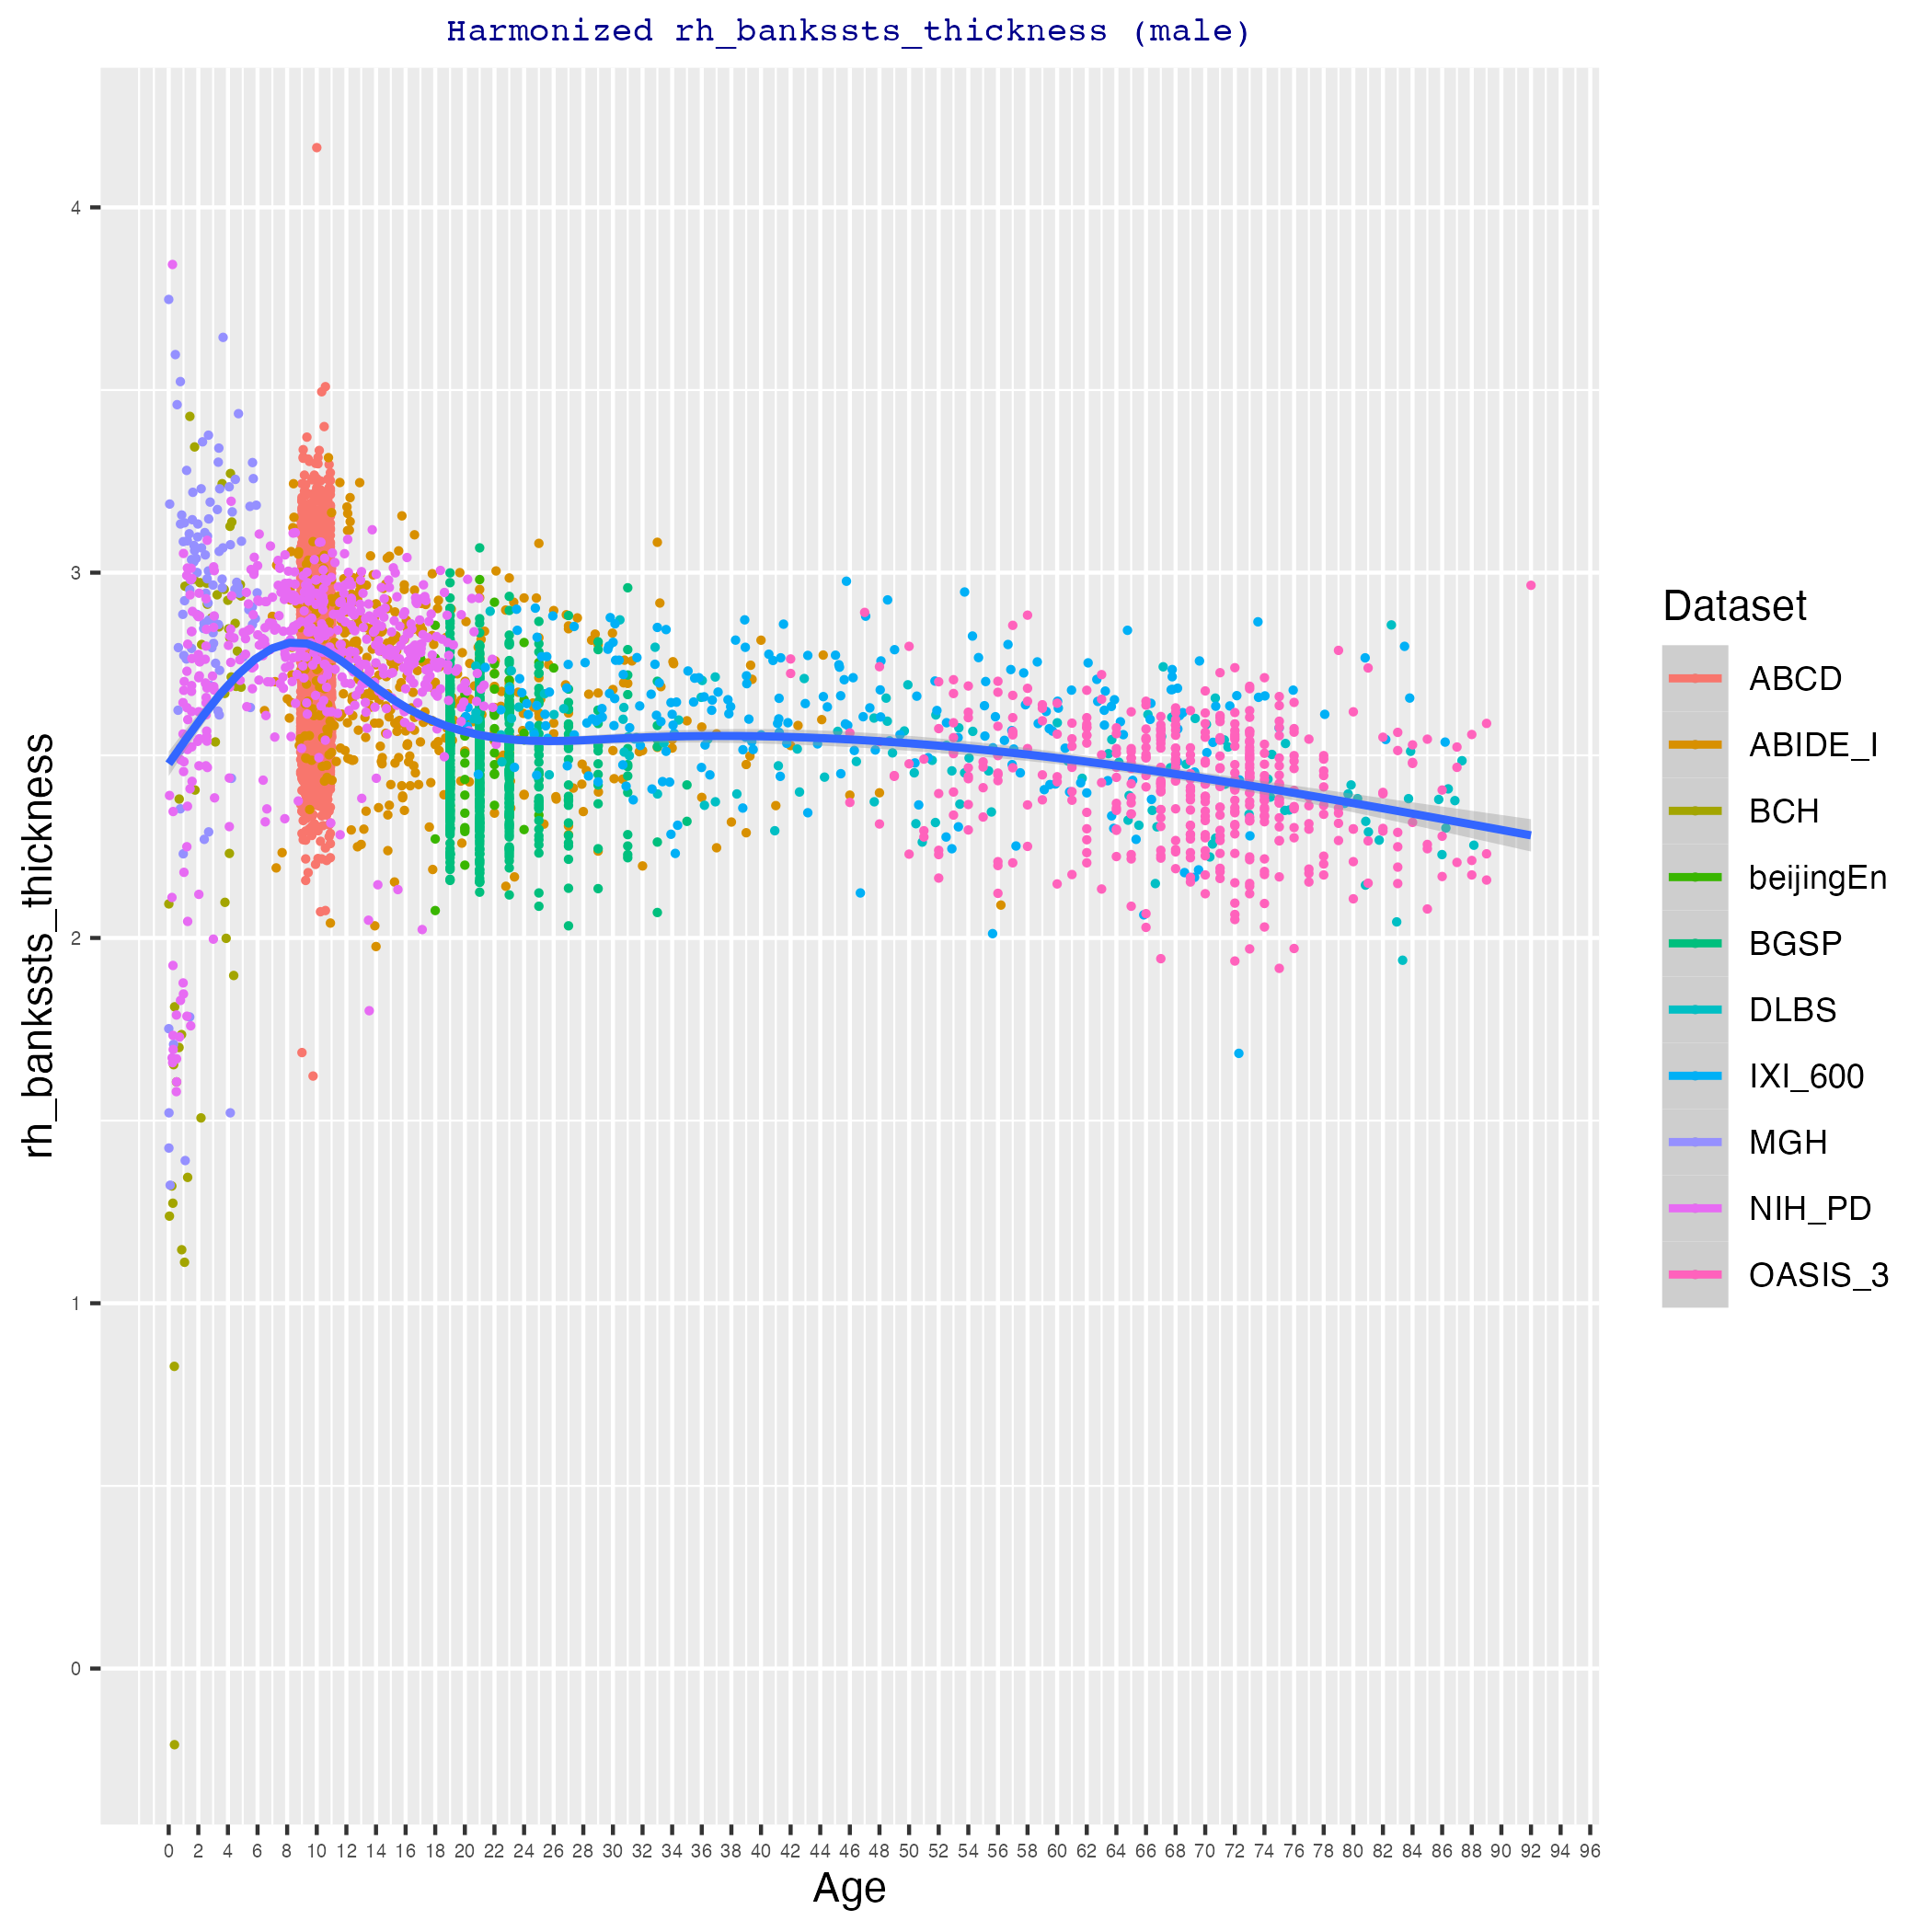 Harmonized rh_bankssts_thickness (male)
rh_bankssts_thickness
4
3
2
1
0
0 2 4 6 8 10 12 14 16 18 20 22 24 26 28 30 32 34 36 38 40 42 44 46 48 50 52 54 56 58 60 62 64 66 68 70 72 74 76 78 80 82 84 86 88 90 92 94 96
Age
Dataset
ABCD
ABIDE_I
BCH
beijingEn
BGSP
DLBS
IXI_600
MGH
NIH_PD
OASIS_3